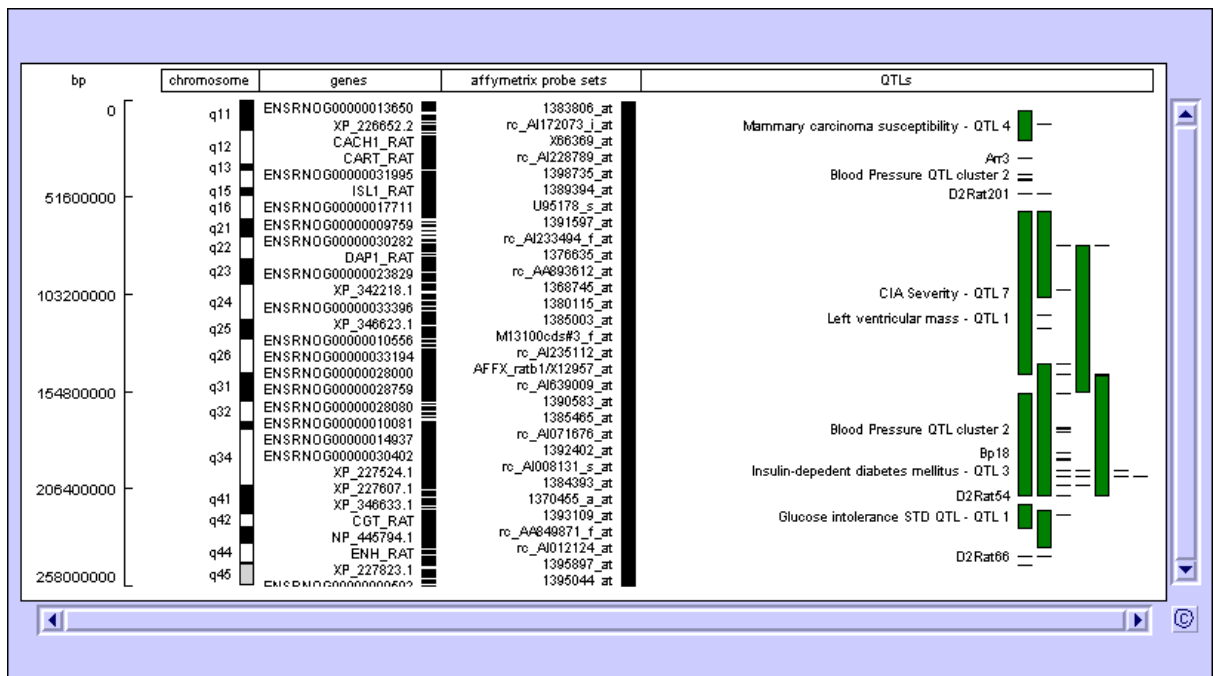 bp chromosome genes affymetrix probe sets QTLs
0
51600000
103200000
154800000
206400000
258000000
q11
q12
q13
q15
q16
q21
q22
q23
q24
q25
q26
q31
q32
q34
q41
q42
q44
q45
ENSRNOG00000013650
XP_226652.2
CACH1_RAT
CART_RAT
ENSRNOG00000031995
ISL1_RAT
ENSRNOG00000017711
ENSRNOG00000009759
ENSRNOG00000030282
DAP1_RAT
ENSRNOG00000023829
XP_342218.1
ENSRNOG00000033396
XP_346623.1
ENSRNOG00000010556
ENSRNOG00000033194
ENSRNOG00000028000
ENSRNOG00000028759
ENSRNOG00000028080
ENSRNOG00000010081
ENSRNOG00000014937
ENSRNOG00000030402
XP_227524.1
XP_227607.1
XP_346633.1
CGT_RAT
NP_445794.1
ENH_RAT
XP_227823.1
1383806_at
rc_AI172073_i_at
X66369_at
rc_AI228789_at
1398735_at
1389394_at
U95178_s_at
1391597_at
rc_AI233494_f_at
1376635_at
rc_AA893612_at
1368745_at
1380115_at
1385003_at
M13100cds#3_f_at
rc_AI235112_at
AFFX_ratb1/X12957_at
rc_AI639009_at
1390583_at
1385465_at
rc_AI071676_at
1392402_at
rc_AI008131_s_at
1384393_at
1370455_a_at
1393109_at
rc_AA849871_f_at
rc_AI012124_at
1395897_at
1395044_at
Mammary carcinoma susceptibility - QTL 4
Arr3
Blood Pressure QTL cluster 2
D2Rat201
CIA Severity - QTL 7
Left ventricular mass - QTL 1
Blood Pressure QTL cluster 2
Bp18
Insulin-depedent diabetes mellitus - QTL 3
D2Rat54
Glucose intolerance STD QTL - QTL 1
D2Rat66
©